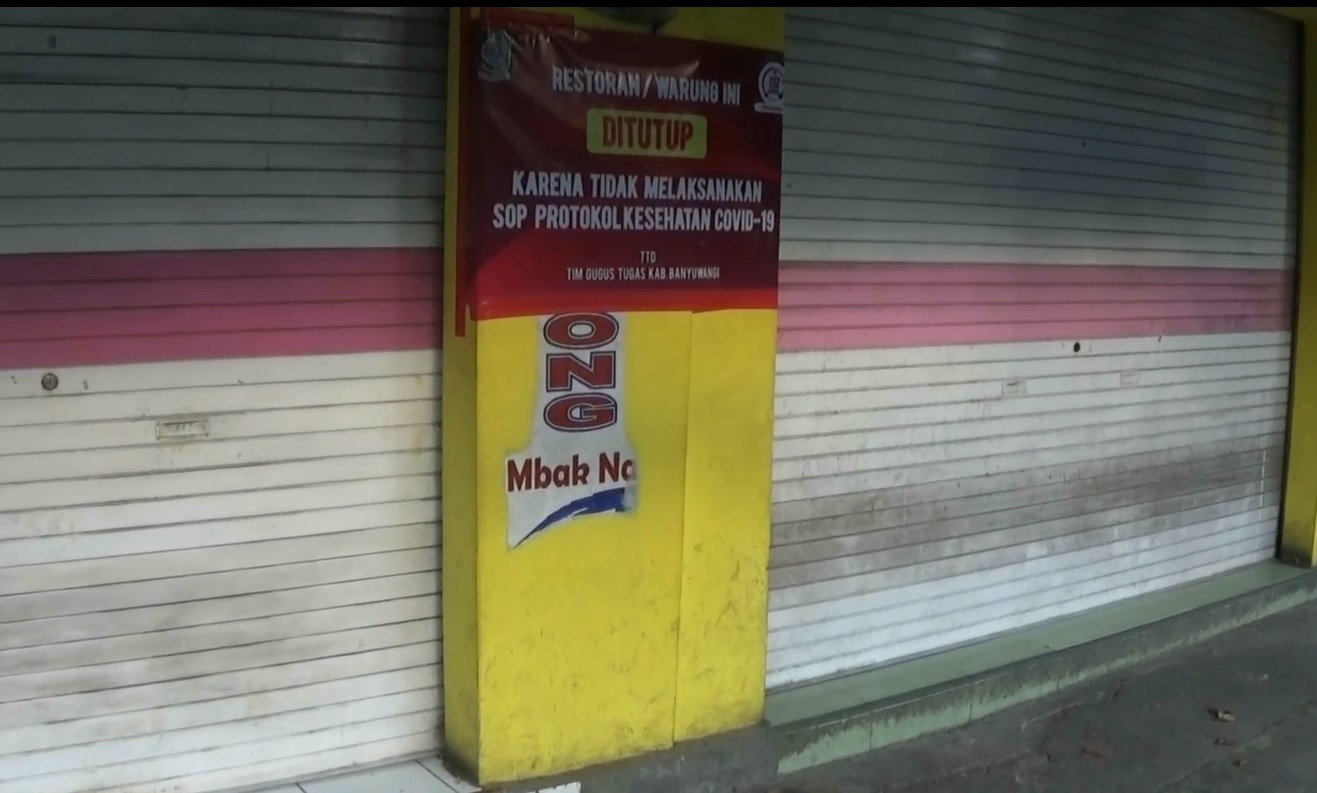 RESTORAN / WARUNG INI
DITUTUP
KARENA TIDAK MELAKSANAKAN
SOP PROTOKOL KESEHATAN COVID-19
TTD
TIM GUGUS TUGAS KAB.BANYUWANGI
ONG
Mbak Na